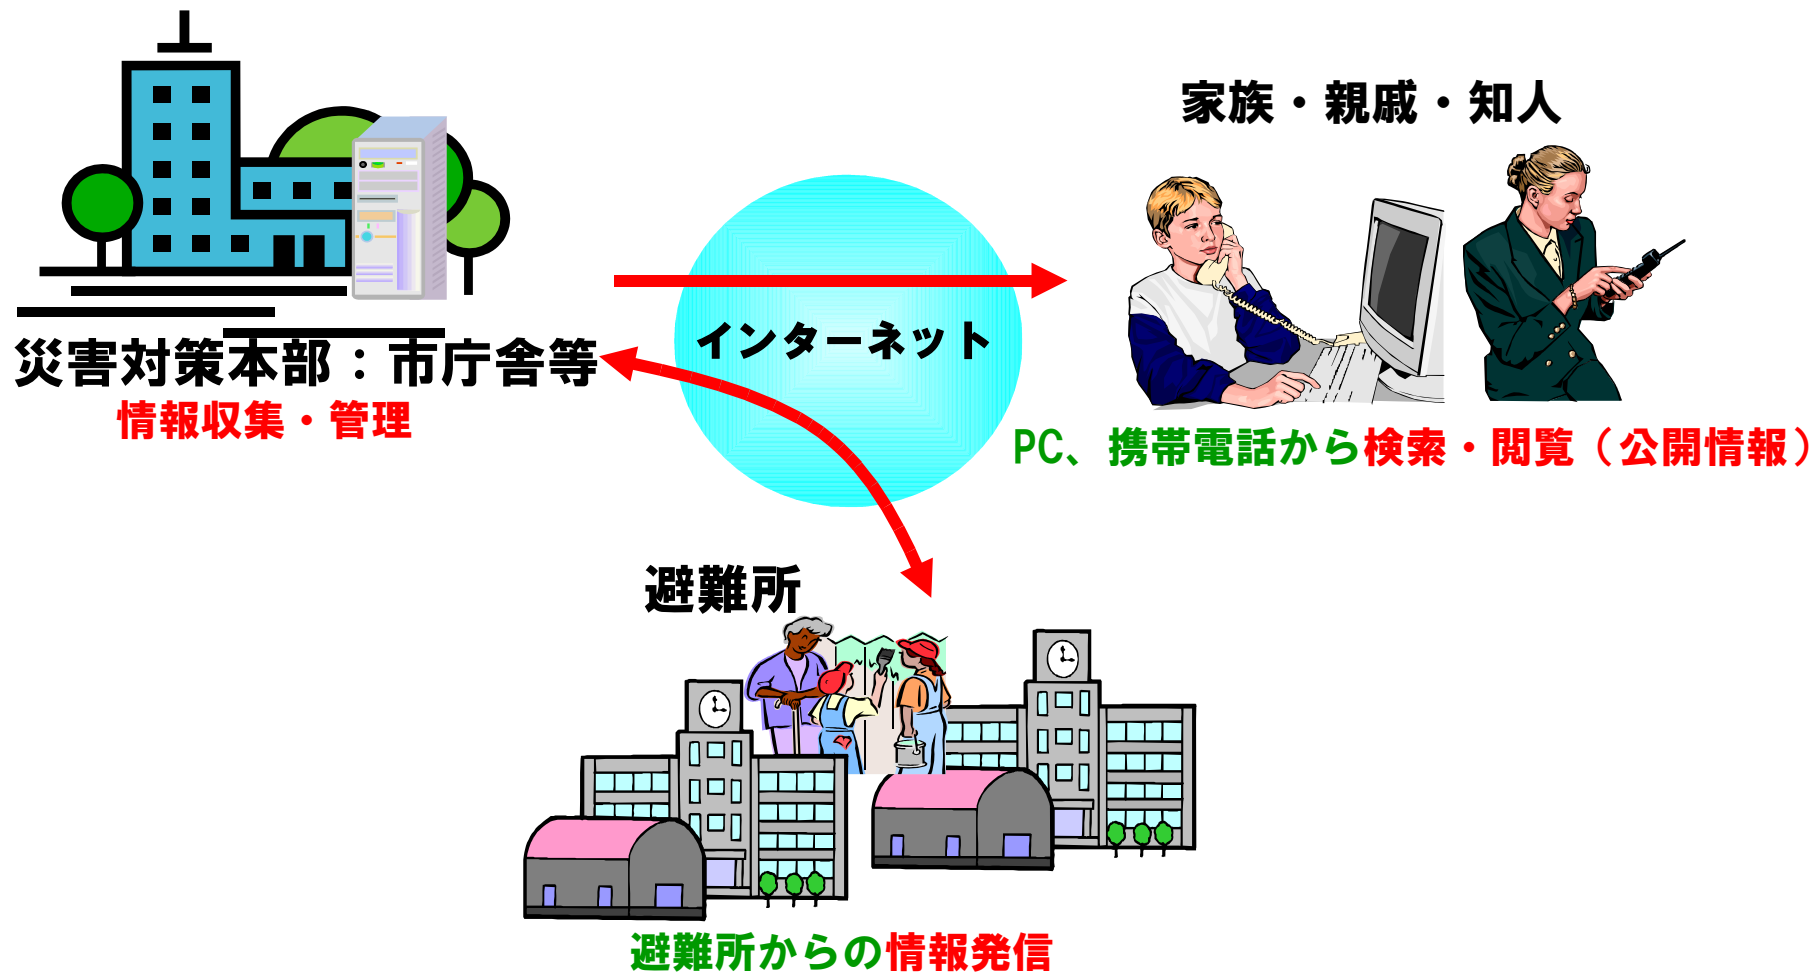 家族・親戚・知人
インターネット
災害対策本部：市庁舎等
情報収集・管理
PC、携帯電話から検索・閲覧（公開情報）
避難所
避難所からの情報発信